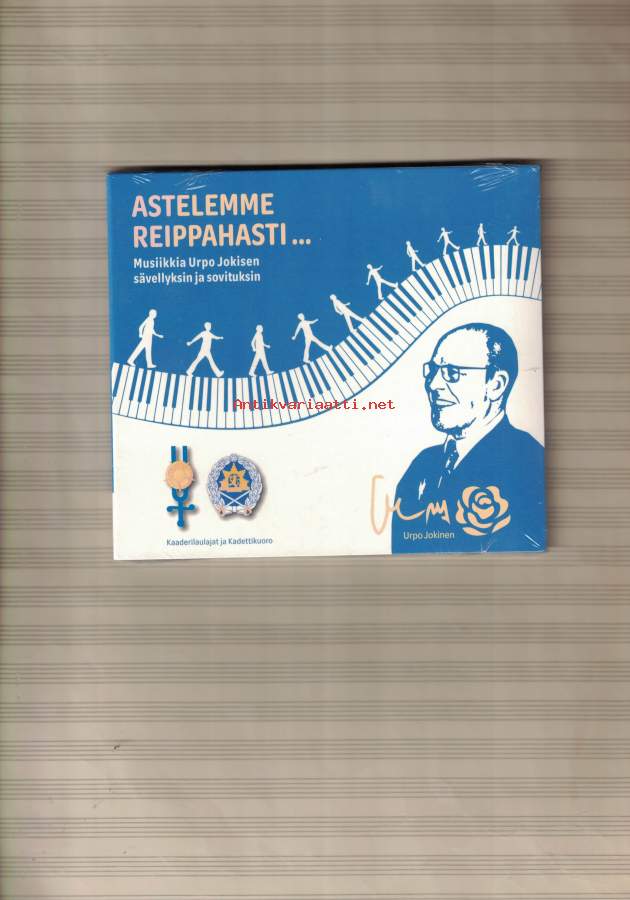 ASTELEMME
REIPPAHASTI...
Musiikkia Urpo Jokisen
sävellyksin ja sovituksin
Antikvariaatti.net
Kaaderilaulajat ja Kadettikuoro
Urpo Jokinen